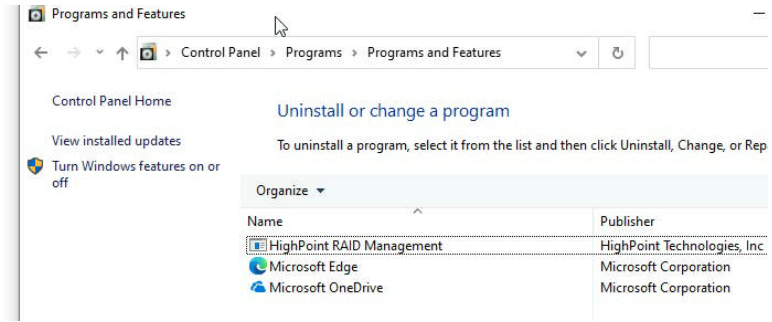 Programs and Features
Control Panel > Programs > Programs and Features
Control Panel Home
View installed updates
Turn Windows features on or
off
Uninstall or change a program
To uninstall a program, select it from the list and then click Uninstall, Change, or Rep
Organize
Name Publisher
HighPoint RAID Management HighPoint Technologies, Inc
Microsoft Edge Microsoft Corporation
Microsoft OneDrive Microsoft Corporation